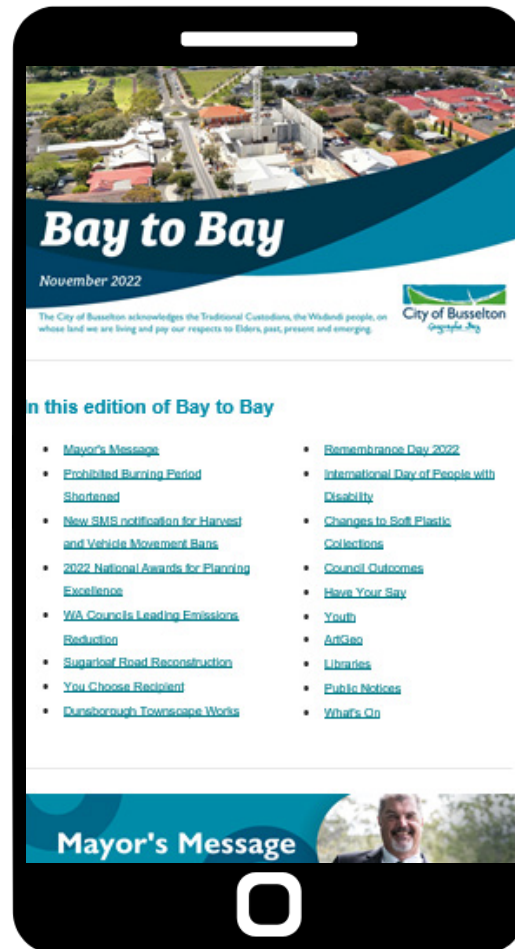 Bay to Bay
November 2022
The City of Busselton acknowledges the Traditional Custodians, the Wadandi people, on
whose land we are living and pay our respects to Elders, past, present and emerging.
City of Busselton
Geographe Bay
In this edition of Bay to Bay
Mayor's Message
Prohibited Burning Period
Shortened
New SMS notification for Harvest
and Vehicle Movement Bans
2022 National Awards for Planning
Excellence
WA Councils Leading Emissions
Reduction
Sugarloaf Road Reconstruction
You Choose Recipient
Dunsborough Townscape Works
Remembrance Day 2022
International Day of People with
Disability
Changes to Soft Plastic
Collections
Council Outcomes
Have Your Say
Youth
ArtGeo
Libraries
Public Notices
What's On
Mayor's Message